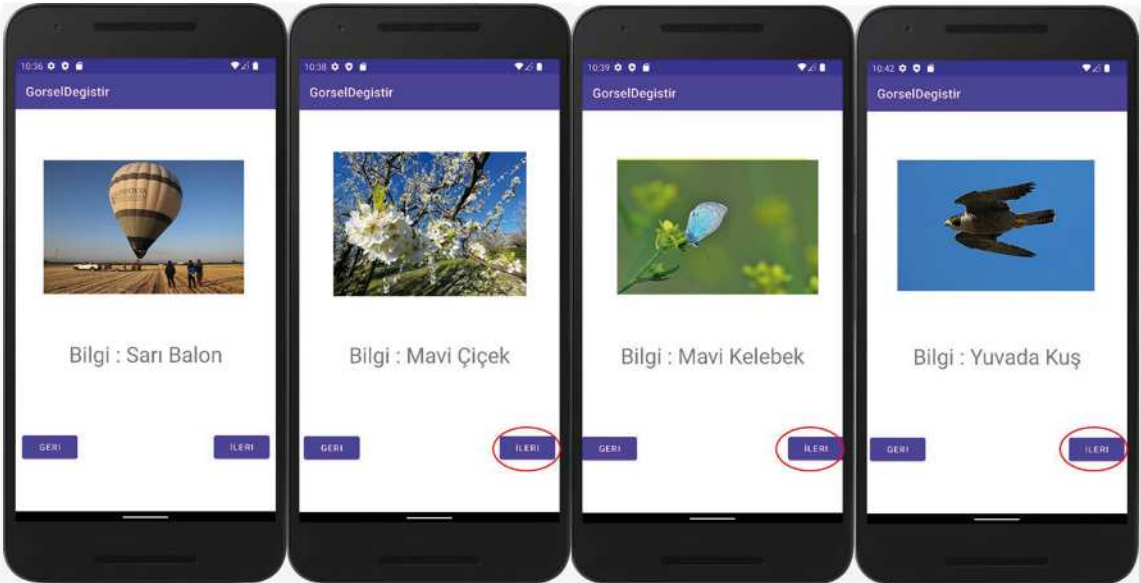 10:36
GorselDegistir
Bilgi : Sarı Balon
GERI
İLERI
10:38
GorselDegistir
Bilgi : Mavi Çiçek
GERI
İLERI
10:39
GorselDegistir
Bilgi : Mavi Kelebek
GERI
İLERI
10:42
GorselDegistir
Bilgi : Yuvada Kuş
GERI
İLERI